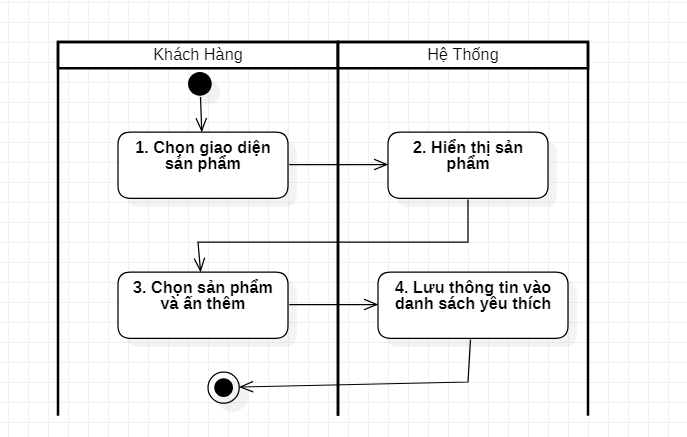 Khách Hàng
Hệ Thống
1. Chọn giao diện
sản phẩm
2. Hiển thị sản
phẩm
3. Chọn sản phẩm
và ấn thêm
4. Lưu thông tin vào
danh sách yêu thích